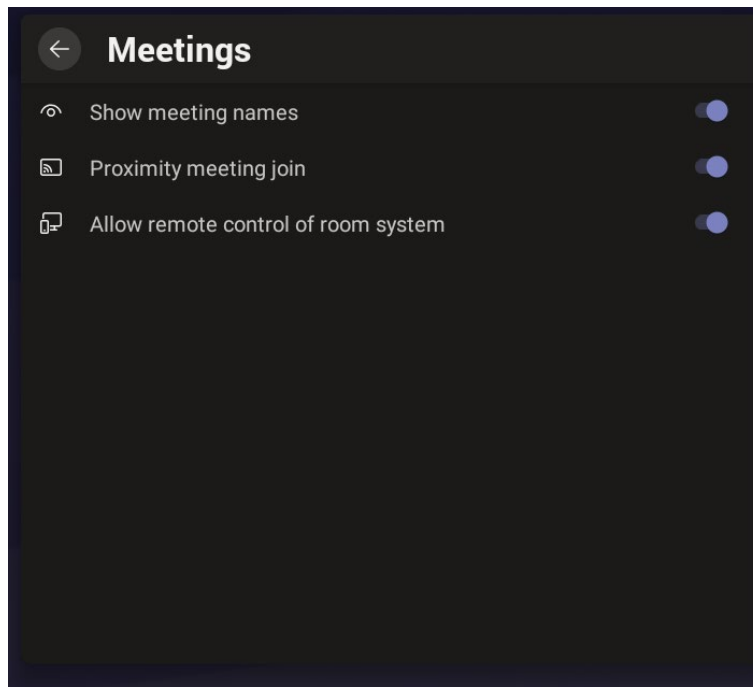 Meetings
Show meeting names
Proximity meeting join
Allow remote control of room system